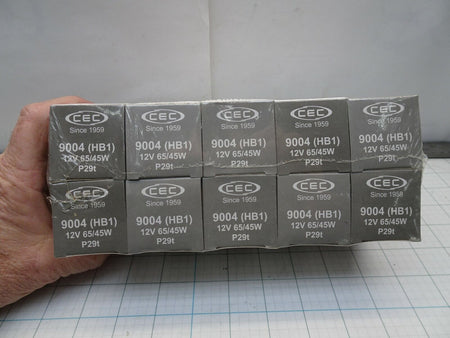 CEC
Since 1959
9004 (HB1)
12V 65/45W
P29t
CEC
Since 1959
9004 (HB1)
12V 65/45W
P29t
CEC
Since 1959
9004 (HB1)
12V 65/45W
P29t
CEC
Since 1959
9004 (HB1)
12V 65/45W
P29t
CEC
Since 1959
9004 (HB1)
12V 65/45W
P29t
CEC
Since 1959
9004 (HB1)
12V 65/45W
P29t
CEC
Since 1959
9004 (HB1)
12V 65/45W
P29t
CEC
Since 1959
9004 (HB1)
12V 65/45W
P29t
CEC
Since 1959
9004 (HB1)
12V 65/45W
P29t
CEC
Since 1959
9004 (HB1)
12V 65/45W
P29t